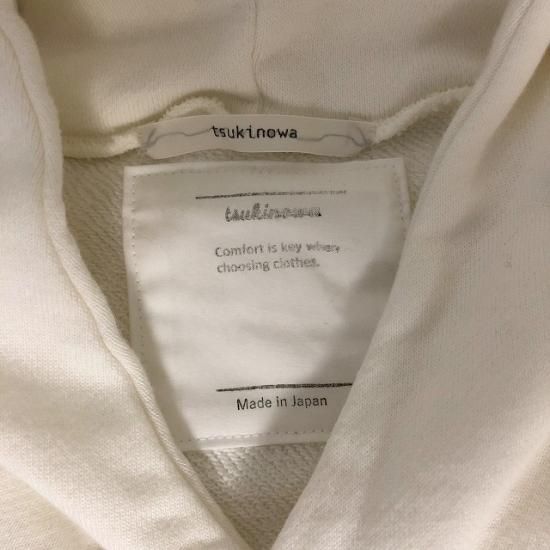 tsukinowa
tsukinowa
Comfort is key when
choosing clothes.
Made in Japan